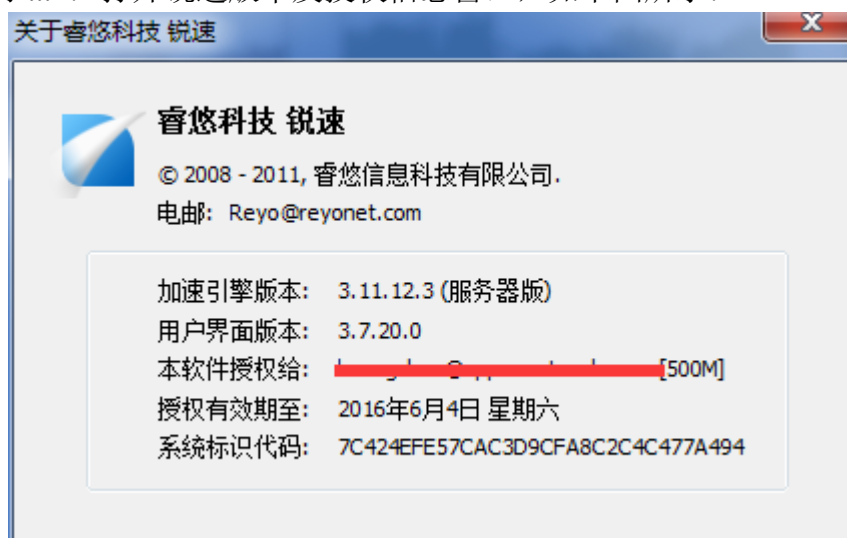 关于睿悠科技 锐速
睿悠科技 锐速
© 2008 - 2011, 睿悠信息科技有限公司.
电邮: Reyo@reyonet.com
加速引擎版本: 3.11.12.3 (服务器版)
用户界面版本: 3.7.20.0
本软件授权给: [500M]
授权有效期至: 2016年6月4日 星期六
系统标识代码: 7C424EFE57CAC3D9CFA8C2C4C477A494